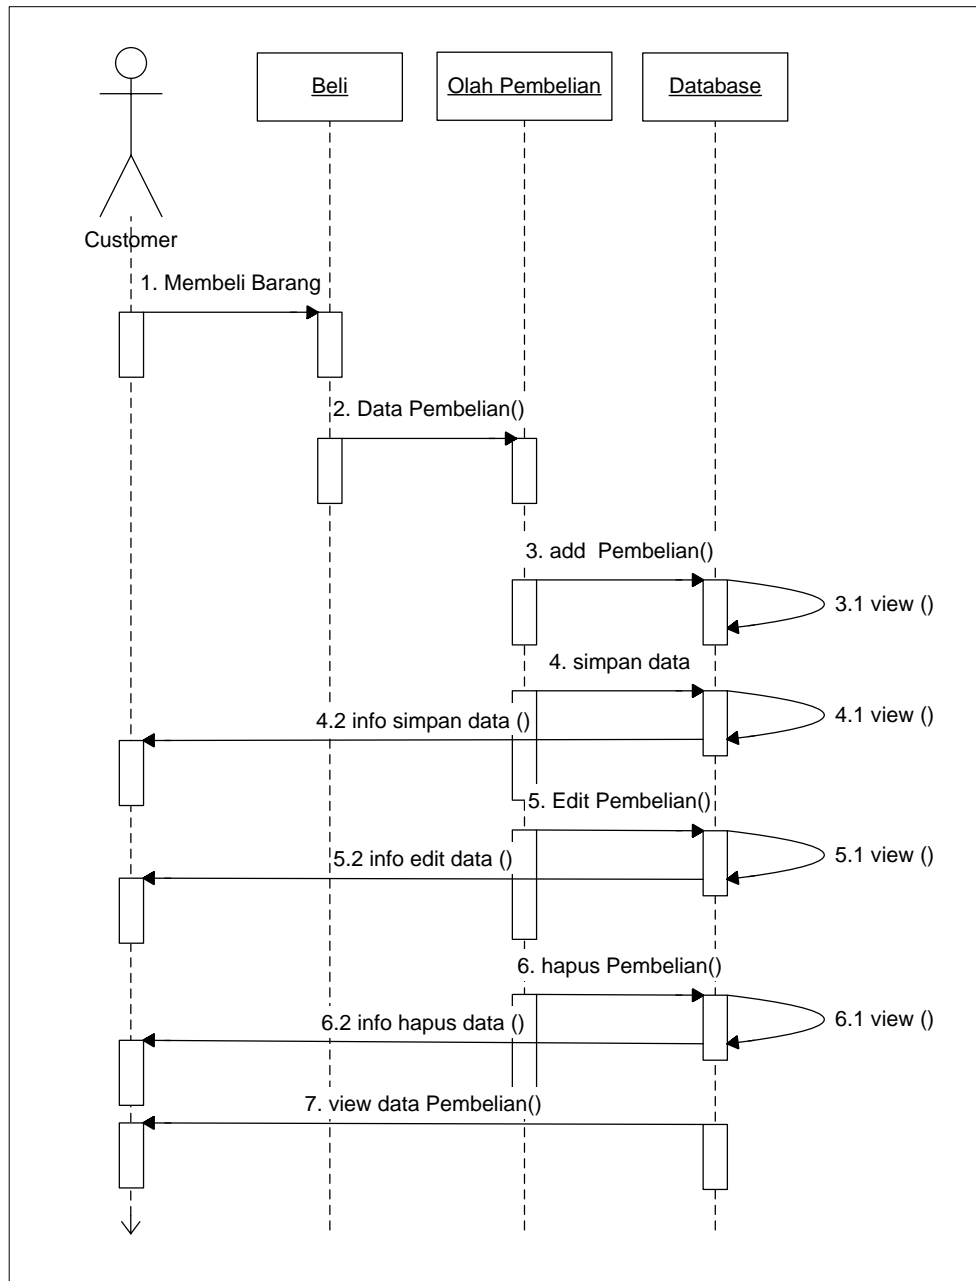 Beli
Olah Pembelian
Database
Customer
1. Membeli Barang
2. Data Pembelian()
3. add  Pembelian()
3.1 view ()
4. simpan data
4.1 view ()
4.2 info simpan data ()
5. Edit Pembelian()
5.1 view ()
5.2 info edit data ()
6. hapus Pembelian()
6.1 view ()
6.2 info hapus data ()
7. view data Pembelian()